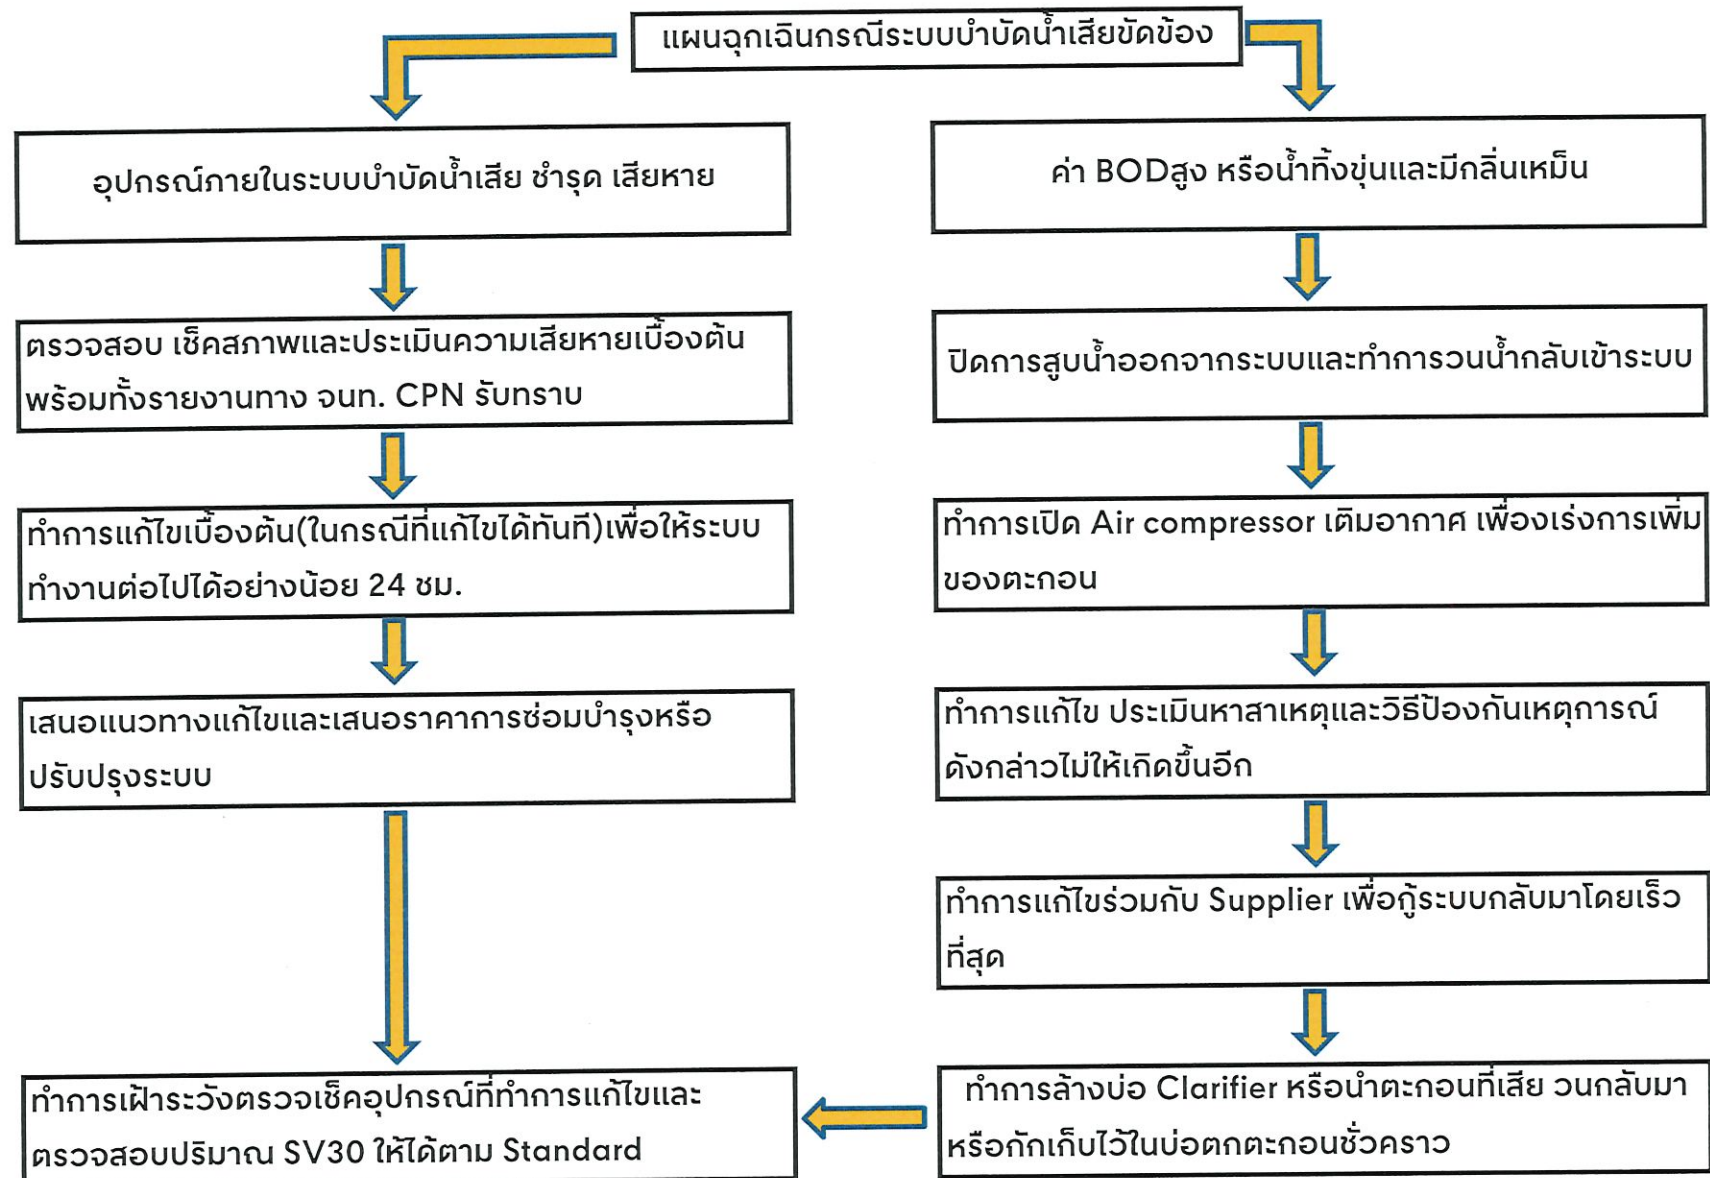 แผนฉุกเฉินกรณีระบบบำบัดน้ำเสียขัดข้อง
อุปกรณ์ภายในระบบบำบัดน้ำเสีย ชำรุด เสียหาย
ตรวจสอบ เช็คสภาพและประเมินความเสียหายเบื้องต้น
พร้อมทั้งรายงานทาง จนท. CPN รับทราบ
ทำการแก้ไขเบื้องต้น(ในกรณีที่แก้ไขได้ทันที)เพื่อให้ระบบ
ทำงานต่อไปได้อย่างน้อย 24 ชม.
เสนอแนวทางแก้ไขและเสนอราคาการซ่อมบำรุงหรือ
ปรับปรุงระบบ
ค่า BODสูง หรือน้ำทิ้งขุ่นและมีกลิ่นเหม็น
ปิดการสูบน้ำออกจากระบบและทำการวนน้ำกลับเข้าระบบ
ทำการเปิด Air compressor เติมอากาศ เพื่องเร่งการเพิ่ม
ของตะกอน
ทำการแก้ไข ประเมินหาสาเหตุและวิธีป้องกันเหตุการณ์
ดังกล่าวไม่ให้เกิดขึ้นอีก
ทำการแก้ไขร่วมกับ Supplier เพื่อกู้ระบบกลับมาโดยเร็ว
ที่สุด
ทำการล้างบ่อ Clarifier หรือนำตะกอนที่เสีย วนกลับมา
หรือกักเก็บไว้ในบ่อตกตะกอนชั่วคราว
ทำการเฝ้าระวังตรวจเช็คอุปกรณ์ที่ทำการแก้ไขและ
ตรวจสอบปริมาณ SV30 ให้ได้ตาม Standard